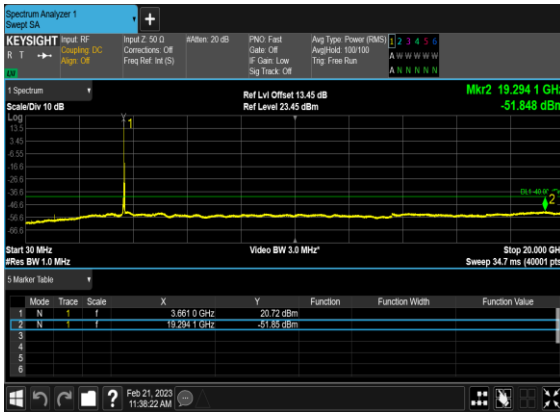 Spectrum Analyzer 1
Swept SA
+
KEYSIGHT Input: RF Input Z: 50 Ω #Atten: 20 dB PNO: Fast Avg Type: Power (RMS) 1 2 3 4 5 6
R T Coupling: DC Corrections: Off Gate: Off Avg|Hold: 100/100 A W W W W W
Align: Off Freq Ref: Int (S) IF Gain: Low Trig: Free Run
Sig Track: Off A N N N N N
1 Spectrum
Scale/Div 10 dB
Ref Lvl Offset 13.45 dB
Ref Level 23.45 dBm
Mkr2 19.294 1 GHz
-51.848 dBm
Log
13.5
3.45
-6.55
-16.6
-26.6
-36.6
-46.6
-56.6
-66.6
1
2
Start 30 MHz Video BW 3.0 MHz* Stop 20.000 GHz
#Res BW 1.0 MHz Sweep 34.7 ms (40001 pts)
5 Marker Table
Mode Trace Scale X Y Function Function Width Function Value
1 N 1 f 3.661 0 GHz 20.72 dBm
2 N 1 f 19.294 1 GHz -51.85 dBm
3
4
5
6
?
Feb 21, 2023
11:38:22 AM